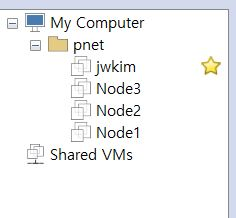 My Computer
pnet
jwkim
Node3
Node2
Node1
Shared VMs